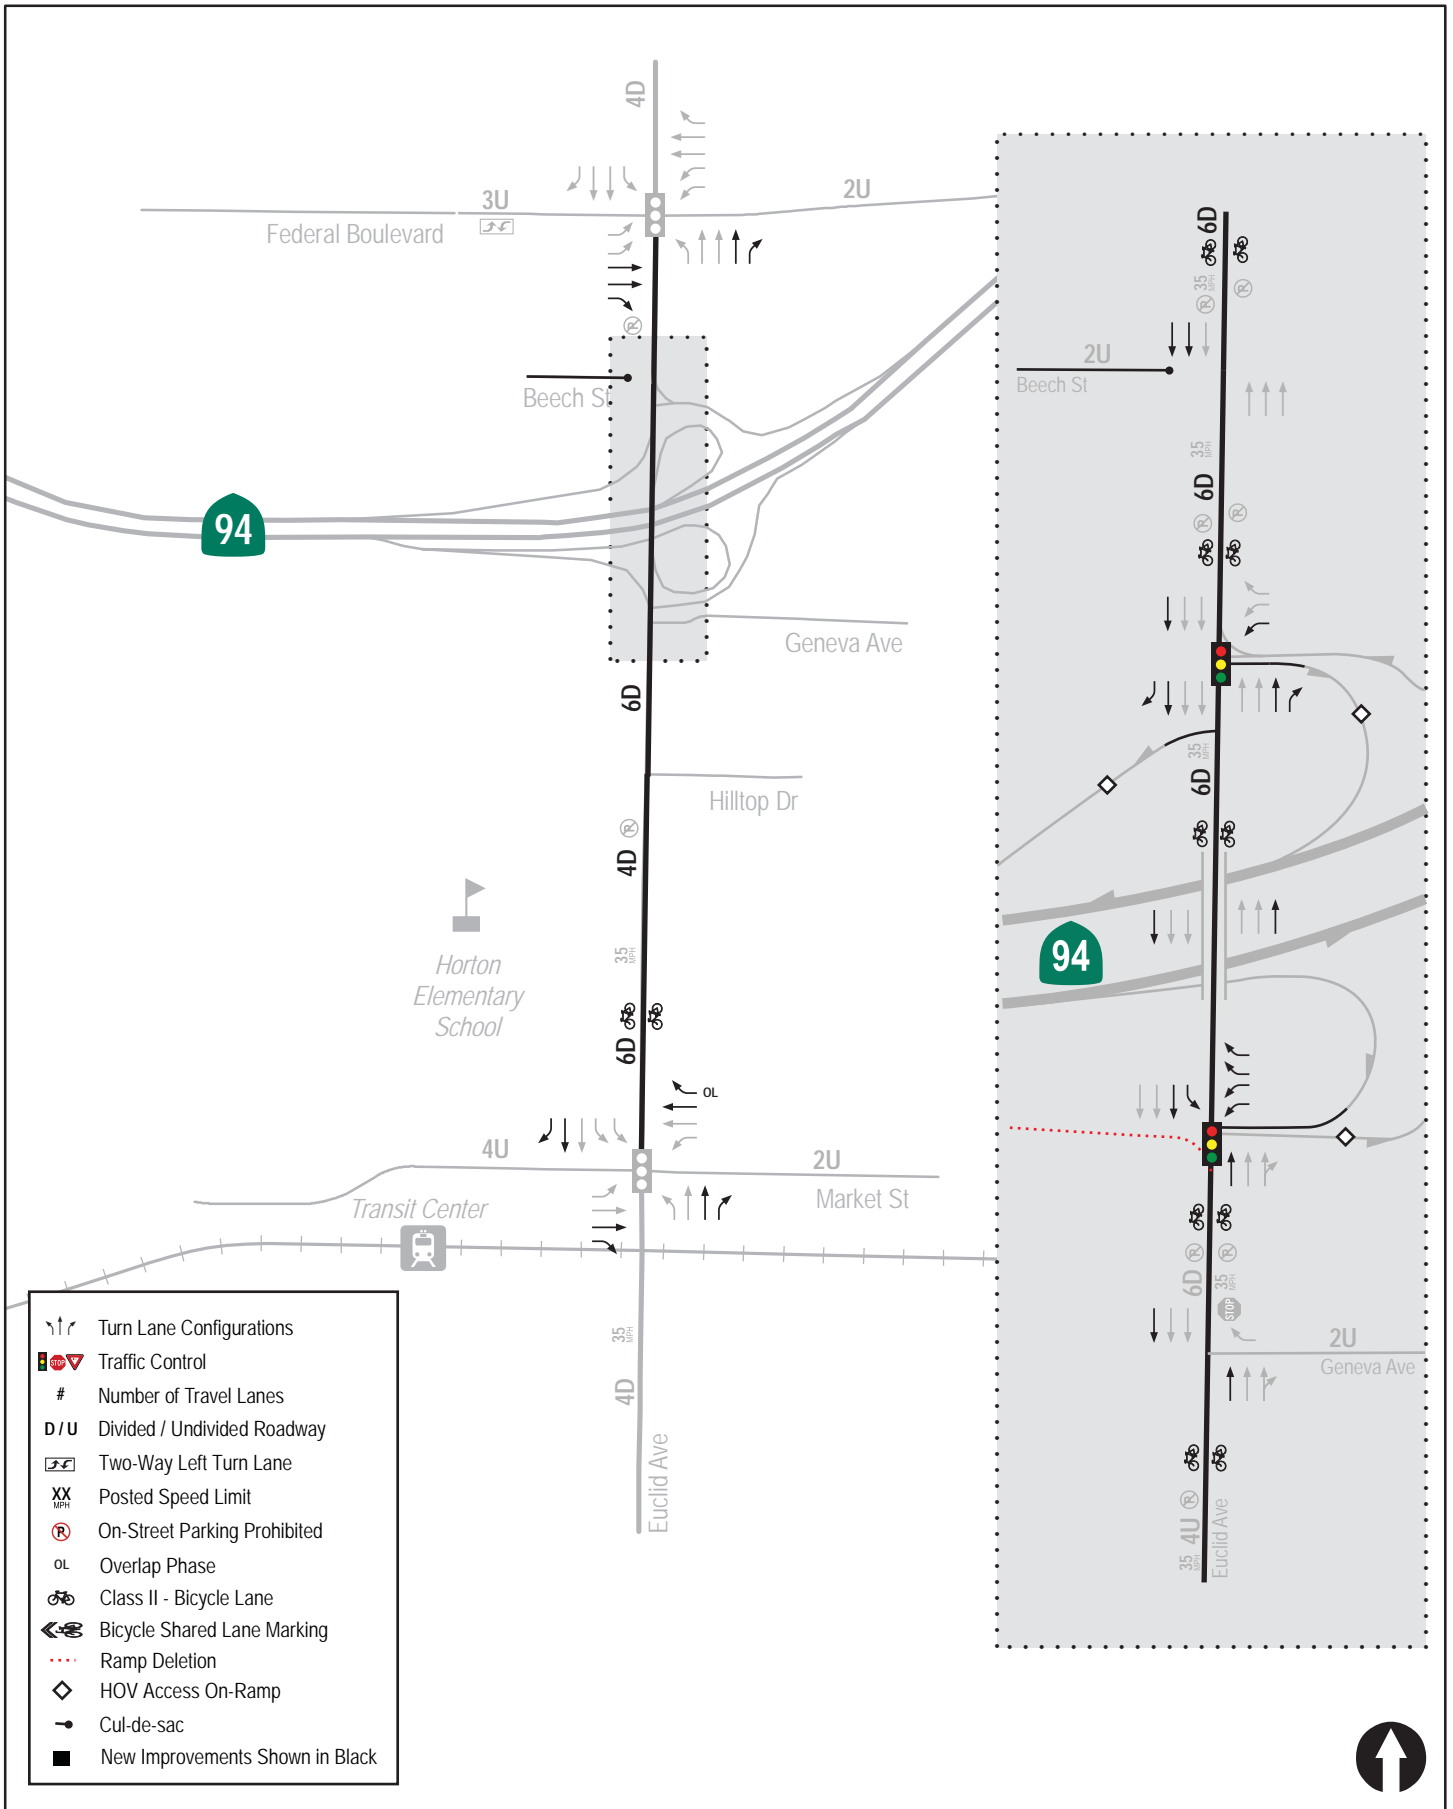 4D
3U
2U
Federal Boulevard
Beech St
94
Geneva Ave
6D
Hilltop Dr
4D
35
MPH
Horton
Elementary
School
6D
OL
4U
2U
Market St
Transit Center
35
MPH
4D
Euclid Ave
6D
35
MPH
2U
Beech St
35
MPH
6D
35
MPH
6D
94
6D
35
MPH
STOP
2U
Geneva Ave
4U
35
MPH
Euclid Ave
Turn Lane Configurations
STOP
Traffic Control
# Number of Travel Lanes
D / U Divided / Undivided Roadway
Two-Way Left Turn Lane
XX
MPH
Posted Speed Limit
P On-Street Parking Prohibited
OL Overlap Phase
Class II - Bicycle Lane
Bicycle Shared Lane Marking
Ramp Deletion
HOV Access On-Ramp
Cul-de-sac
New Improvements Shown in Black